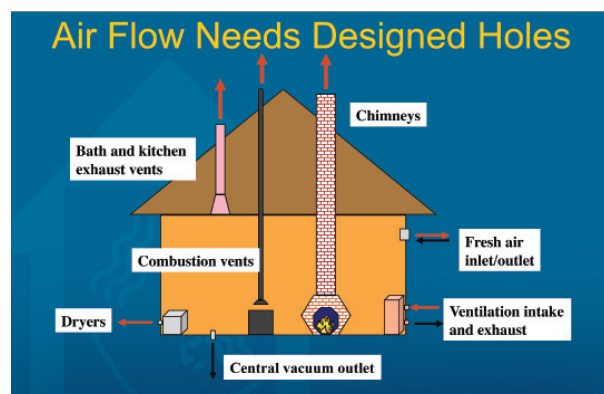 Air Flow Needs Designed Holes
Chimneys
Bath and kitchen
exhaust vents
Combustion vents
Fresh air
inlet/outlet
Dryers
Ventilation intake
and exhaust
Central vacuum outlet